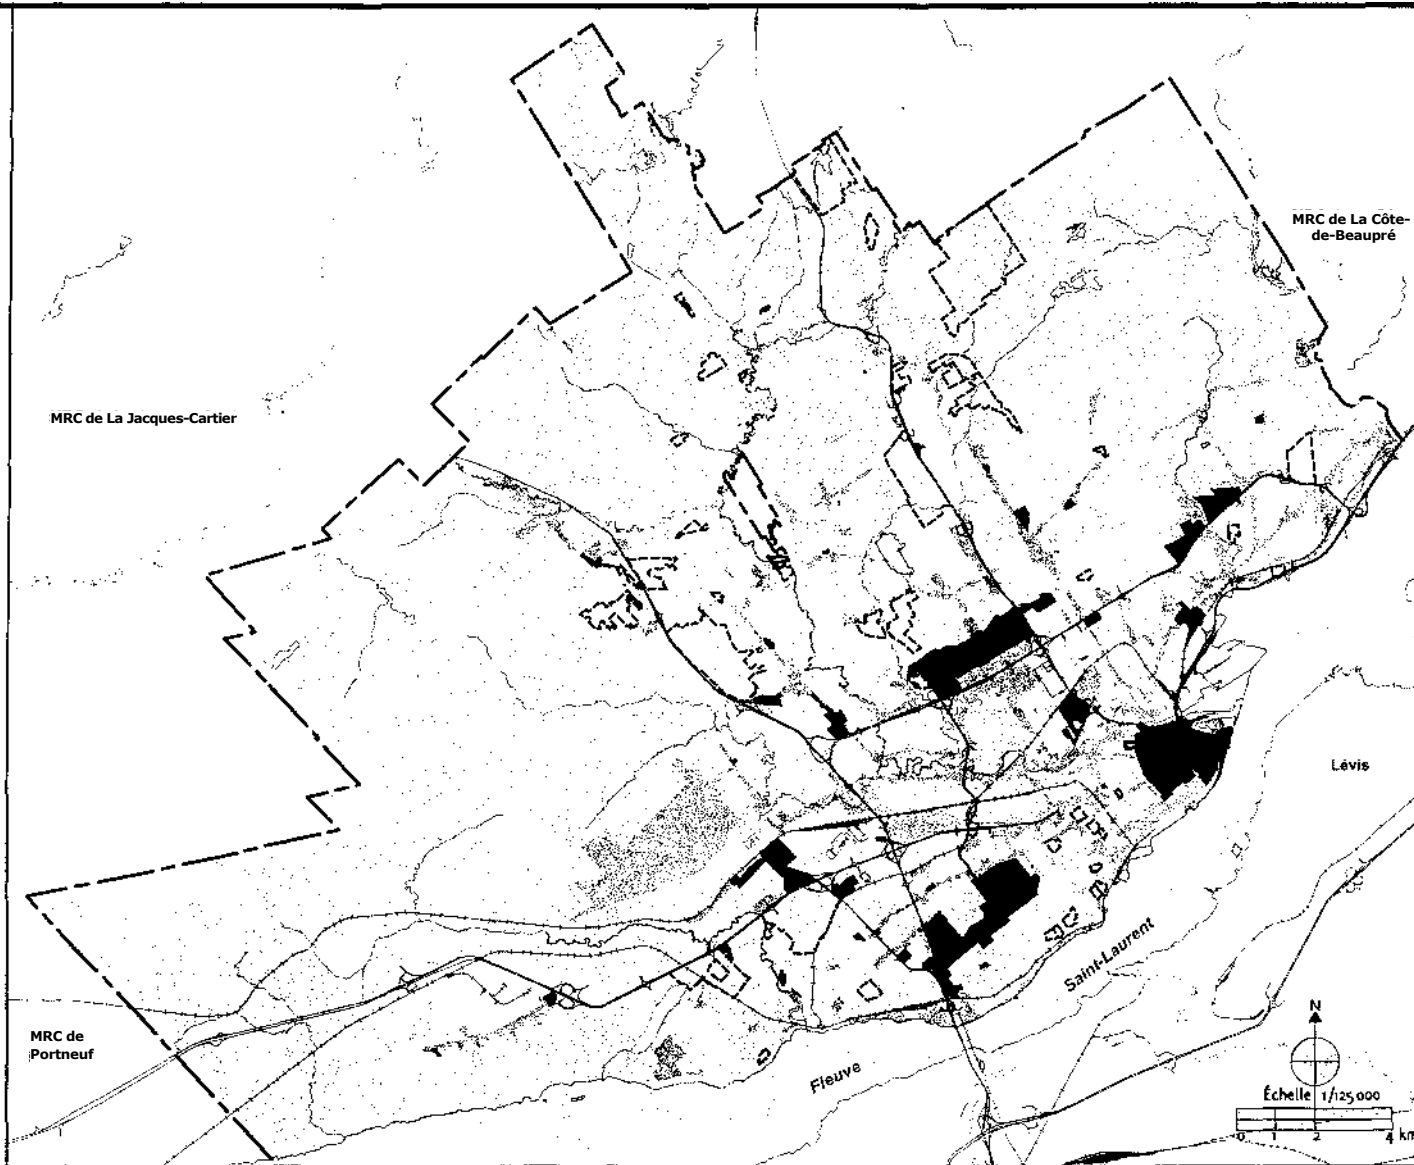 MRC de La Côte-
de-Beaupré
MRC de La Jacques-Cartier
Lévis
Saint-Laurent
MRC de
Portneuf
Fleuve
N
Échelle 1/125 000
0 1 2 4 km